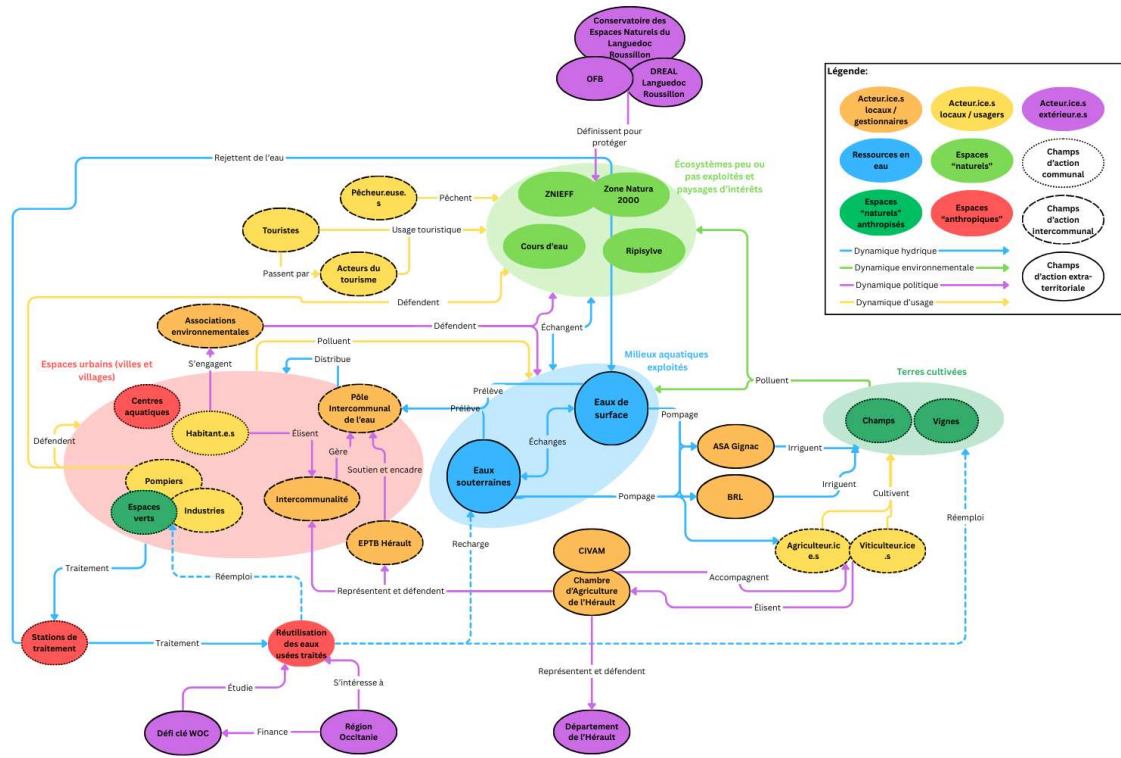 Conservatoire des
Espaces Naturels du
Languedoc
Roussillon
OFB
DREAL
Languedoc
Roussillon
Définissent pour
protéger
Légende:
Acteur.ice.s
locaux /
gestionnaires
Acteur.ice.s
locaux / usagers
Acteur.ices
extérieur.e.s
Ressources en
eau
Espaces
"naturels"
Champs
d'action
communal
Espaces
"naturels"
anthropisés
Espaces
"anthropiques"
Champs
d'action
intercommunal
Dynamique hydrique
Dynamique environnementale
Dynamique politique
Dynamique d'usage
Champs
d'action extra-
territoriale
Rejettent de l'eau
Écosystèmes peu ou
pas exploités et
paysages d'intérêts
Pêcheur.euse.
s
Pêchent
ZNIEFF
Zone Natura
2000
Touristes
Usage touristique
Cours d'eau
Ripisylve
Passent par
Acteurs du
tourisme
Défendent
Associations
environnementales
Défendent
Échangent
S'engagent
Polluent
Espaces urbains (villes et
villages)
Distribue
Milieux aquatiques
exploités
Polluent
Terres cultivées
Centres
aquatiques
Pôle
Intercommunal
de l'eau
Prélève
Prélève
Eaux de
surface
Pompage
Champs
Vignes
Habitant.e.s
Élisent
Défendent
Gère
Échanges
ASA Gignac
Irriguent
Soutien et encadre
Pompiers
Eaux
souterraines
Irriguent
Intercommunalité
Pompage
BRL
Cultivent
Espaces
verts
Industries
Réemploi
EPTB Hérault
Recharge
CIVAM
Agriculteur.ic
e.s
Viticulteur.ice
.s
Traitement
Réemploi
Accompagnent
Chambre
d'Agriculture
de l'Hérault
Représentent et défendent
Élisent
Stations de
traitement
Traitement
Réutilisation
des eaux
usées traités
Représentent et défendent
Étudie
S'intéresse à
Défi clé WOC
Finance
Région
Occitanie
Département
de l'Hérault